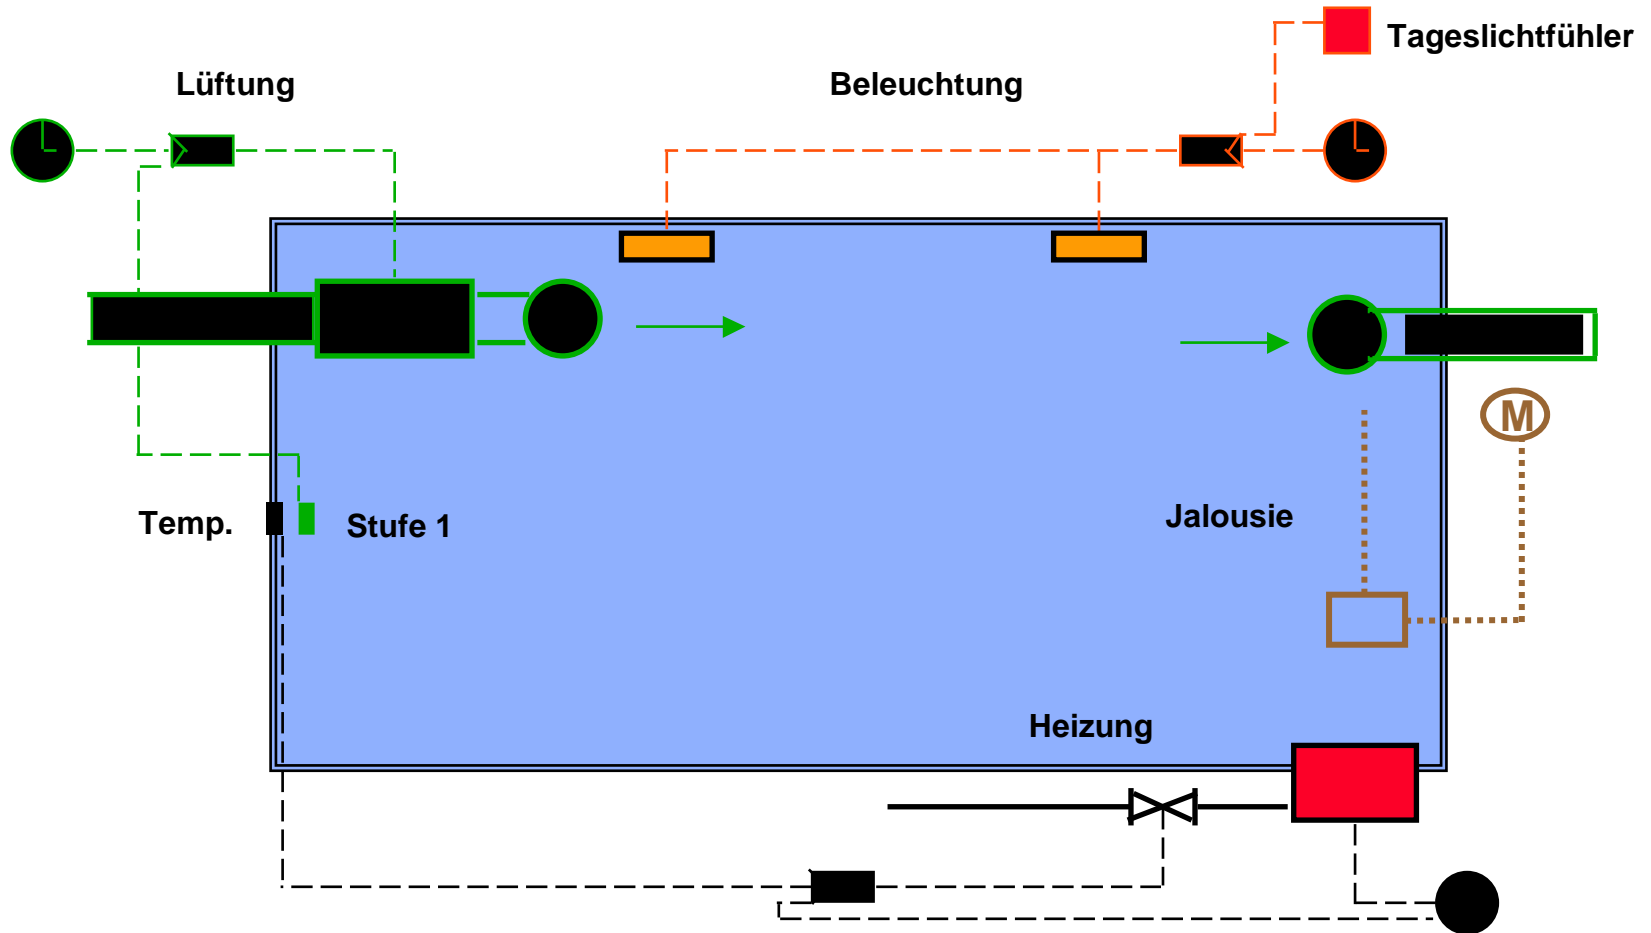 Tageslichtfühler
Lüftung
Beleuchtung
M
Temp.
Stufe 1
Jalousie
Heizung